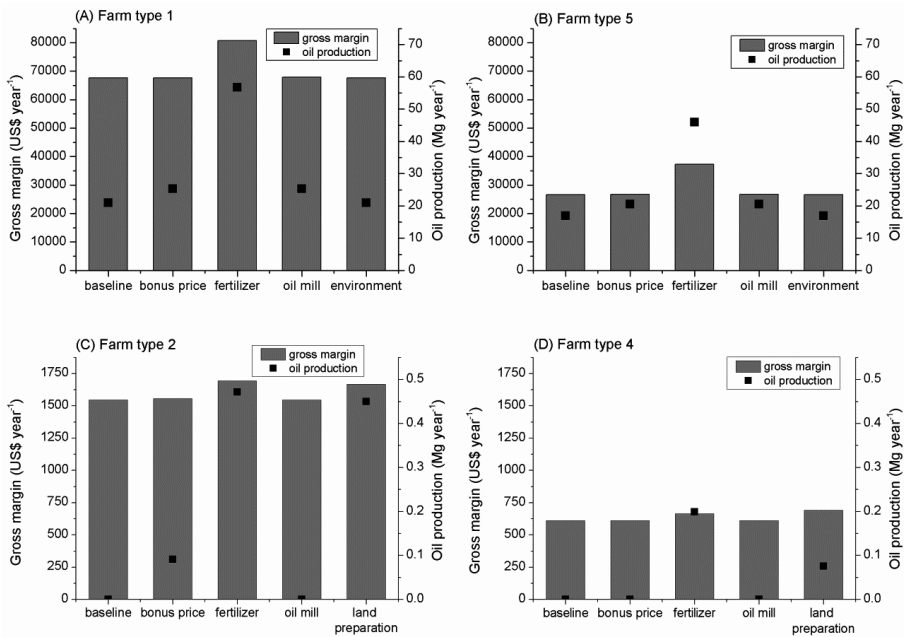 (A) Farm type 1
gross margin
oil production
Gross margin (US$ year⁻¹)
80000
70000
60000
50000
40000
30000
20000
10000
0
Oil production (Mg year⁻¹)
70
60
50
40
30
20
10
0
baseline bonus price fertilizer oil mill environment
(B) Farm type 5
gross margin
oil production
Gross margin (US$ year⁻¹)
80000
70000
60000
50000
40000
30000
20000
10000
0
Oil production (Mg year⁻¹)
70
60
50
40
30
20
10
0
baseline bonus price fertilizer oil mill environment
(C) Farm type 2
gross margin
oil production
Gross margin (US$ year⁻¹)
1750
1500
1250
1000
750
500
250
0
Oil production (Mg year⁻¹)
0.5
0.4
0.3
0.2
0.1
0.0
baseline bonus price fertilizer oil mill land
preparation
(D) Farm type 4
gross margin
oil production
Gross margin (US$ year⁻¹)
1750
1500
1250
1000
750
500
250
0
Oil production (Mg year⁻¹)
0.5
0.4
0.3
0.2
0.1
0.0
baseline bonus price fertilizer oil mill land
preparation